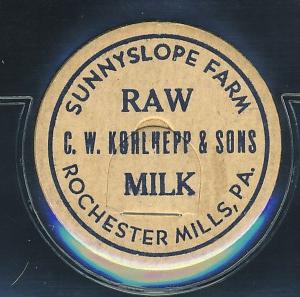 SUNNYSLOPE FARM
RAW
C. W. KOHLHEPP & SONS
MILK
ROCHESTER MILLS, PA.